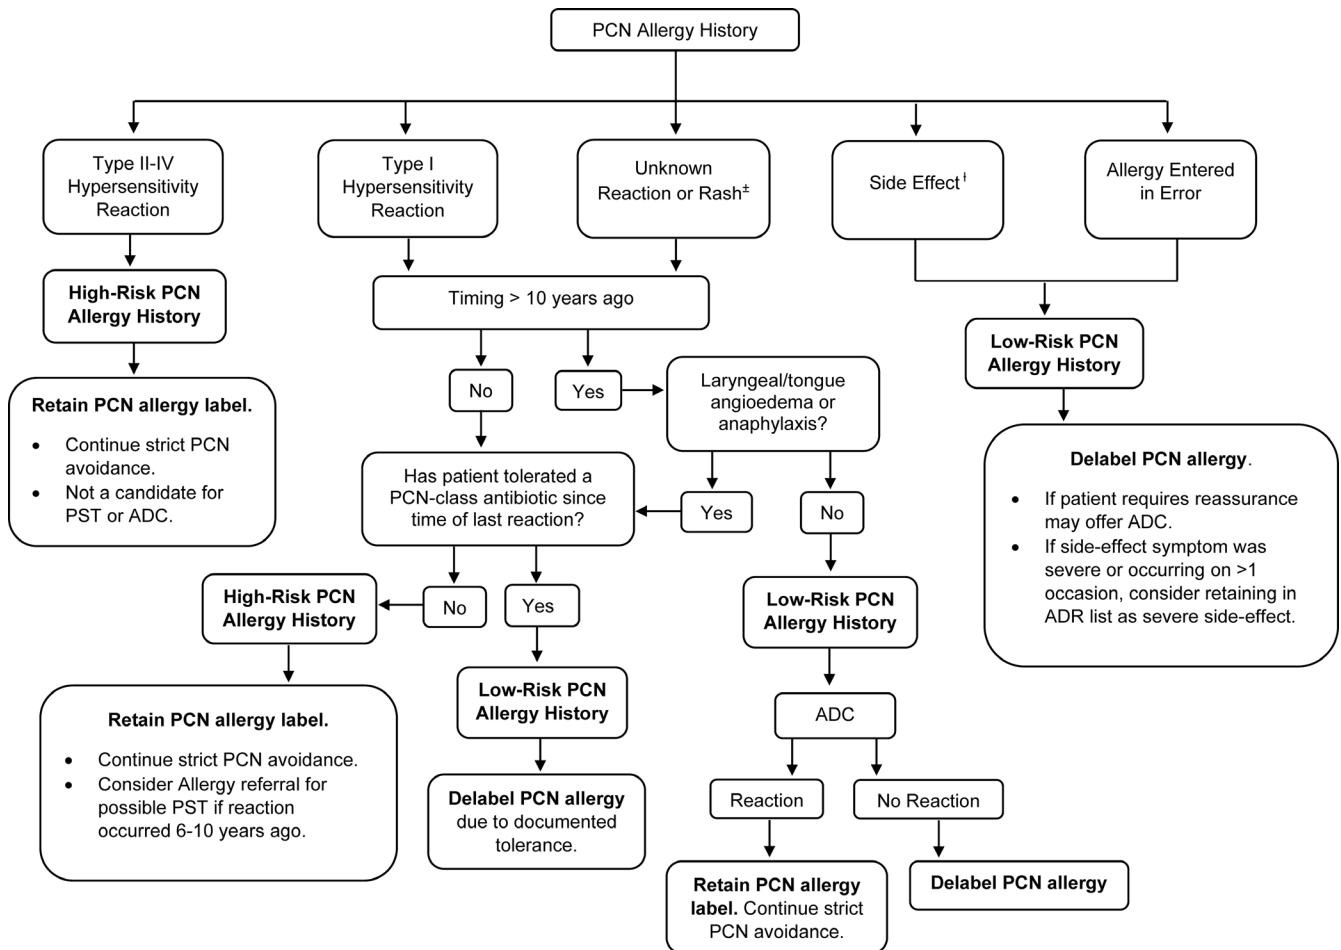 PCN Allergy History
Type II-IV
Hypersensitivity
Reaction
Type I
Hypersensitivity
Reaction
Unknown
Reaction or Rash±
Side Effect ƚ
Allergy Entered
in Error
High-Risk PCN
Allergy History
Timing > 10 years ago
Low-Risk PCN
Allergy History
No
Yes
Laryngeal/tongue
angioedema or
anaphylaxis?
Retain PCN allergy label.
• Continue strict PCN
avoidance.
• Not a candidate for
PST or ADC.
Has patient tolerated a
PCN-class antibiotic since
time of last reaction?
Yes
No
Delabel PCN allergy.
• If patient requires reassurance
may offer ADC.
• If side-effect symptom was
severe or occurring on >1
occasion, consider retaining in
ADR list as severe side-effect.
High-Risk PCN
Allergy History
No
Yes
Low-Risk PCN
Allergy History
Retain PCN allergy label.
• Continue strict PCN avoidance.
• Consider Allergy referral for
possible PST if reaction
occurred 6-10 years ago.
Low-Risk PCN
Allergy History
ADC
Delabel PCN allergy
due to documented
tolerance.
Reaction
No Reaction
Retain PCN allergy
label. Continue strict
PCN avoidance.
Delabel PCN allergy